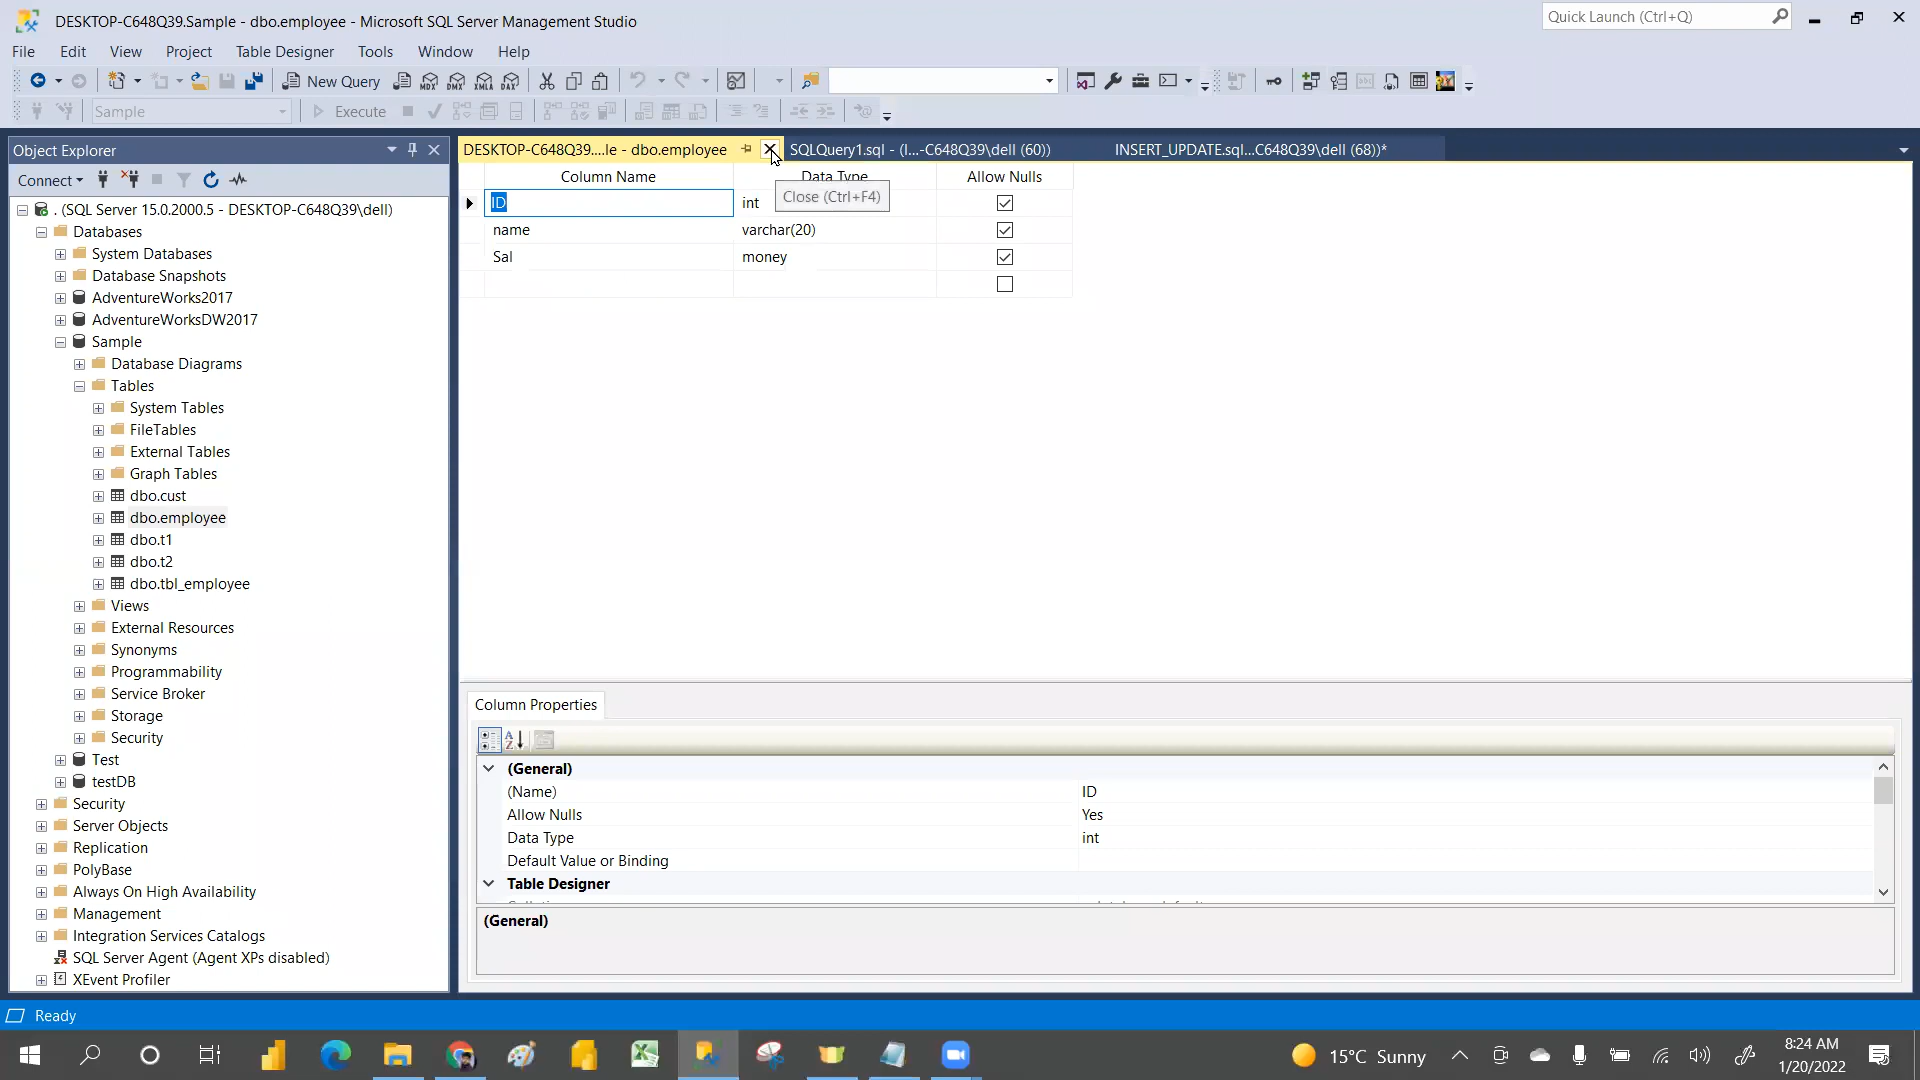 DESKTOP-C648Q39.Sample - dbo.employee - Microsoft SQL Server Management Studio
Quick Launch (Ctrl+Q)
File Edit View Project Table Designer Tools Window Help
New Query MDX DMX XMLA DAX
Sample Execute
Object Explorer
DESKTOP-C648Q39....le - dbo.employee SQLQuery1.sql - (l...-C648Q39\dell (60)) INSERT_UPDATE.sql...C648Q39\dell (68))*
Connect
Column Name Data Type Allow Nulls
Close (Ctrl+F4)
ID int
name varchar(20)
Sal money
. (SQL Server 15.0.2000.5 - DESKTOP-C648Q39\dell)
Databases
System Databases
Database Snapshots
AdventureWorks2017
AdventureWorksDW2017
Sample
Database Diagrams
Tables
System Tables
FileTables
External Tables
Graph Tables
dbo.cust
dbo.employee
dbo.t1
dbo.t2
dbo.tbl_employee
Views
External Resources
Synonyms
Programmability
Service Broker
Storage
Security
Test
testDB
Security
Server Objects
Replication
PolyBase
Always On High Availability
Management
Integration Services Catalogs
SQL Server Agent (Agent XPs disabled)
XEvent Profiler
Column Properties
(General)
(Name) ID
Allow Nulls Yes
Data Type int
Default Value or Binding
Table Designer
(General)
Ready
15°C Sunny
8:24 AM
1/20/2022